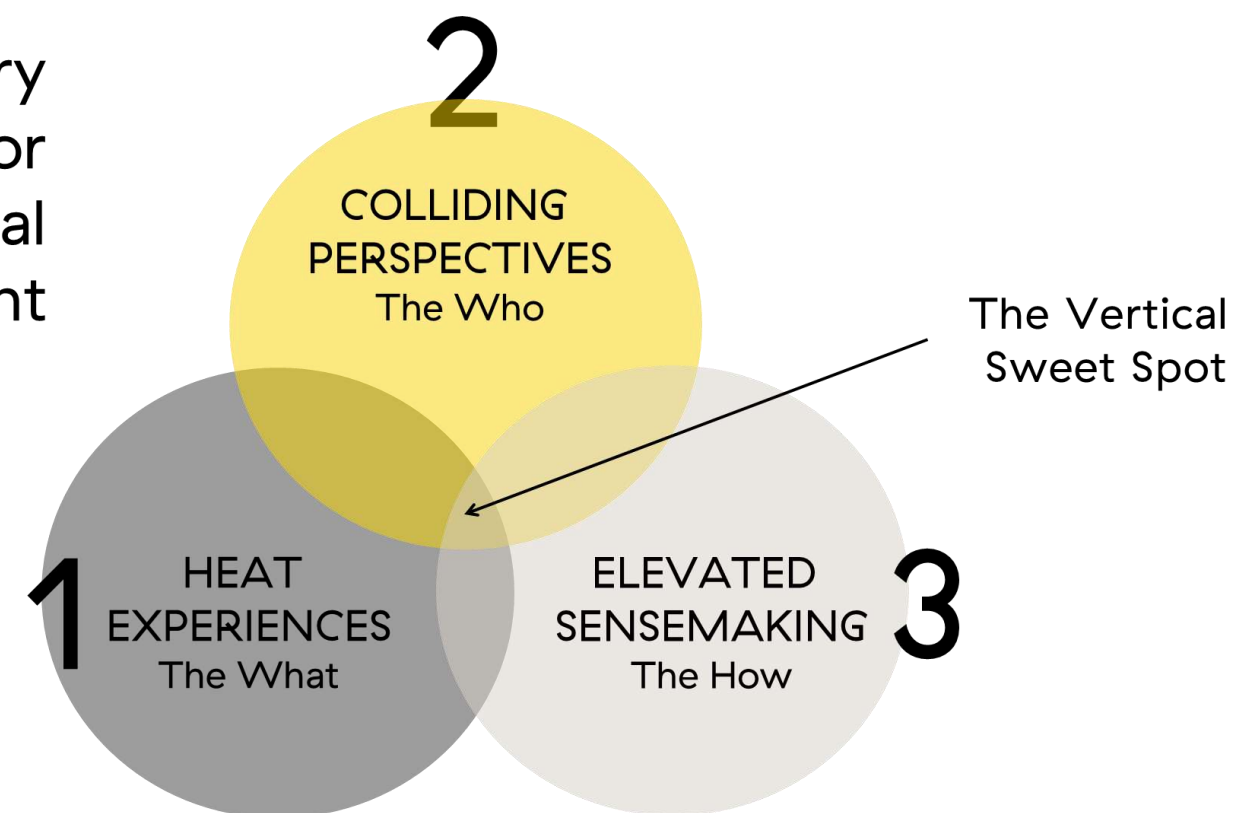 ry
or
al
nt
2
COLLIDING
PERSPECTIVES
The Who
The Vertical
Sweet Spot
1
HEAT
EXPERIENCES
The What
ELEVATED
SENSEMAKING
The How
3